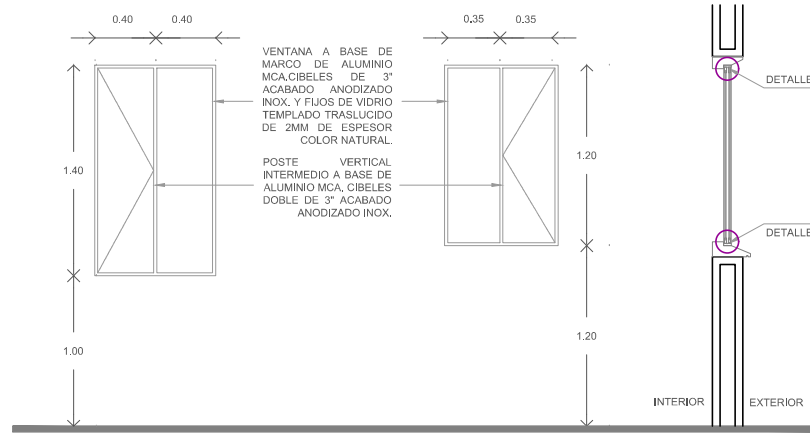 0.40 0.40
0.35 0.35
VENTANA A BASE DE
MARCO DE ALUMINIO
MCA.CIBELES DE 3"
ACABADO ANODIZADO
INOX. Y FIJOS DE VIDRIO
TEMPLADO TRASLUCIDO
DE 2MM DE ESPESOR
COLOR NATURAL.
POSTE VERTICAL
INTERMEDIO A BASE DE
ALUMINIO MCA. CIBELES
DOBLE DE 3" ACABADO
ANODIZADO INOX.
1.40
1.00
1.20
1.20
DETALLE
DETALLE
INTERIOR
EXTERIOR